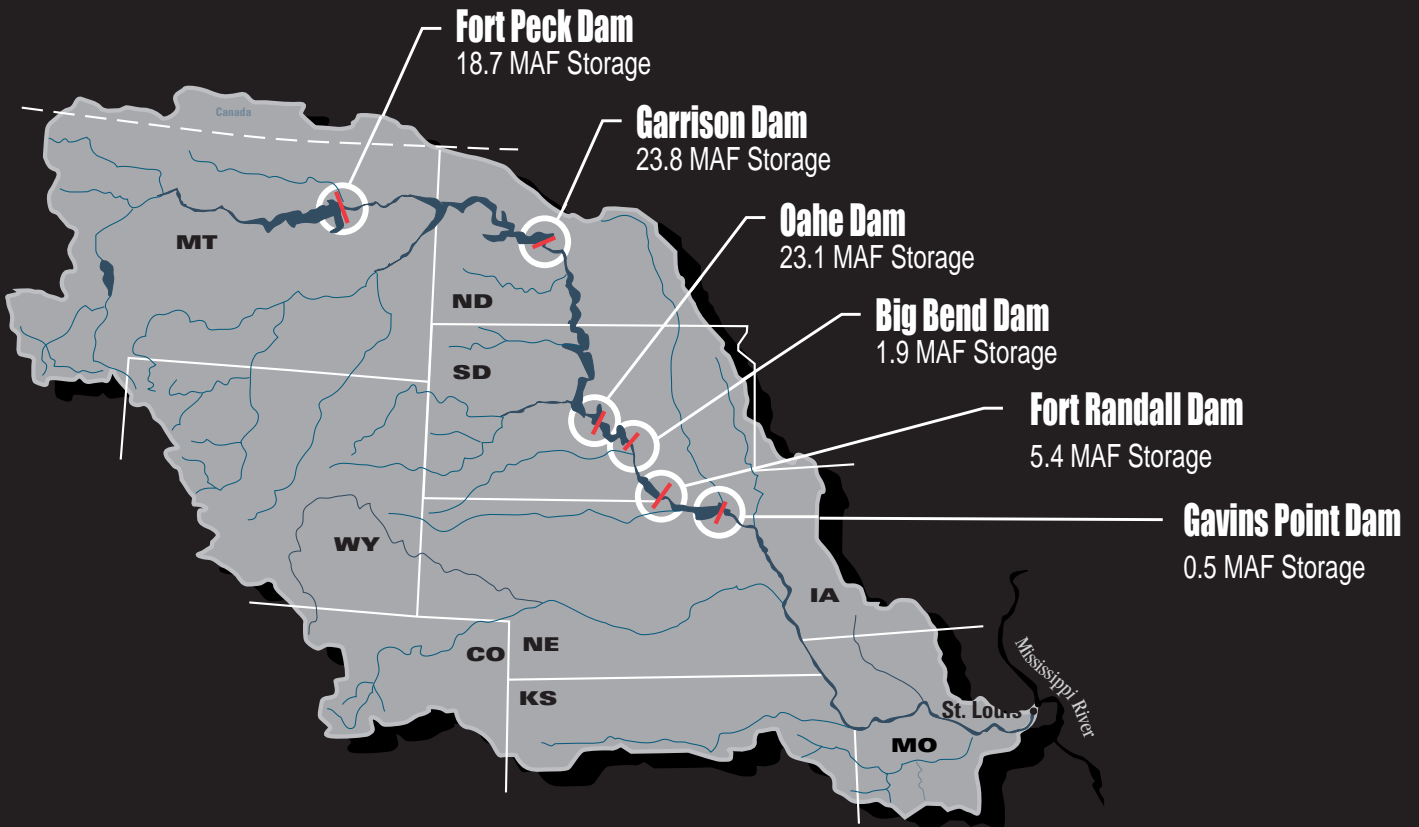 Fort Peck Dam
18.7 MAF Storage
Canada
Garrison Dam
23.8 MAF Storage
Oahe Dam
23.1 MAF Storage
MT
ND
Big Bend Dam
1.9 MAF Storage
SD
Fort Randall Dam
5.4 MAF Storage
Gavins Point Dam
0.5 MAF Storage
WY
IA
CO
NE
KS
Mississippi River
St. Louis
MO